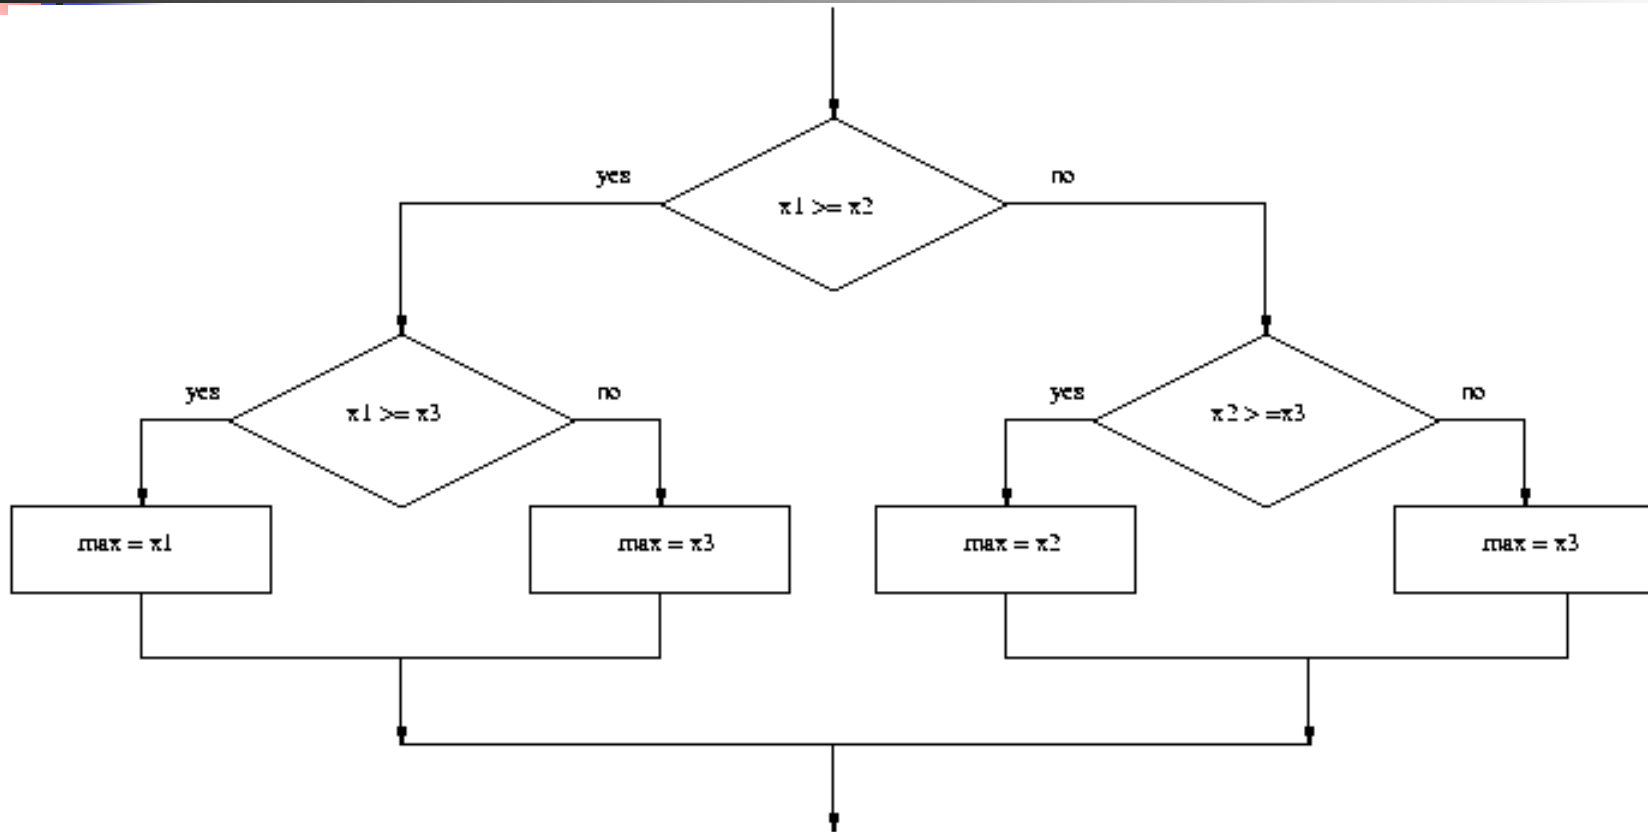 yes
no
x1 >= x2
yes
no
x1 >= x3
yes
no
x2 > =x3
max = x1
max = x3
max = x2
max = x3